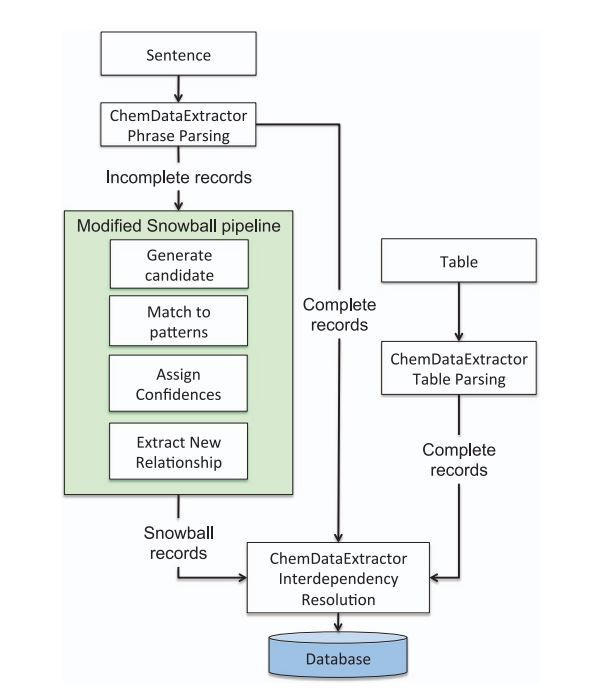 Sentence
ChemDataExtractor
Phrase Parsing
Incomplete records
Modified Snowball pipeline
Generate
candidate
Match to
patterns
Assign
Confidences
Extract New
Relationship
Snowball
records
Complete
records
Table
ChemDataExtractor
Table Parsing
Complete
records
ChemDataExtractor
Interdependency
Resolution
Database